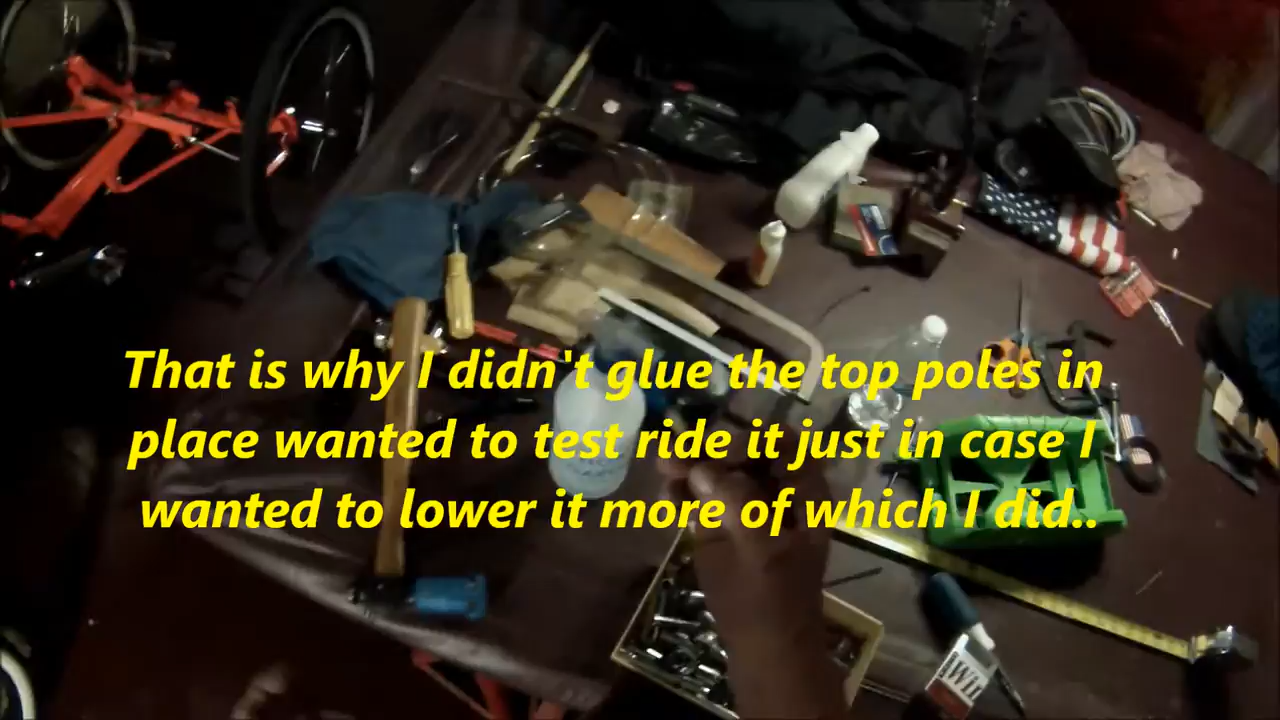 That is why I didn't glue the top poles in
place wanted to test ride it just in case I
wanted to lower it more of which I did..